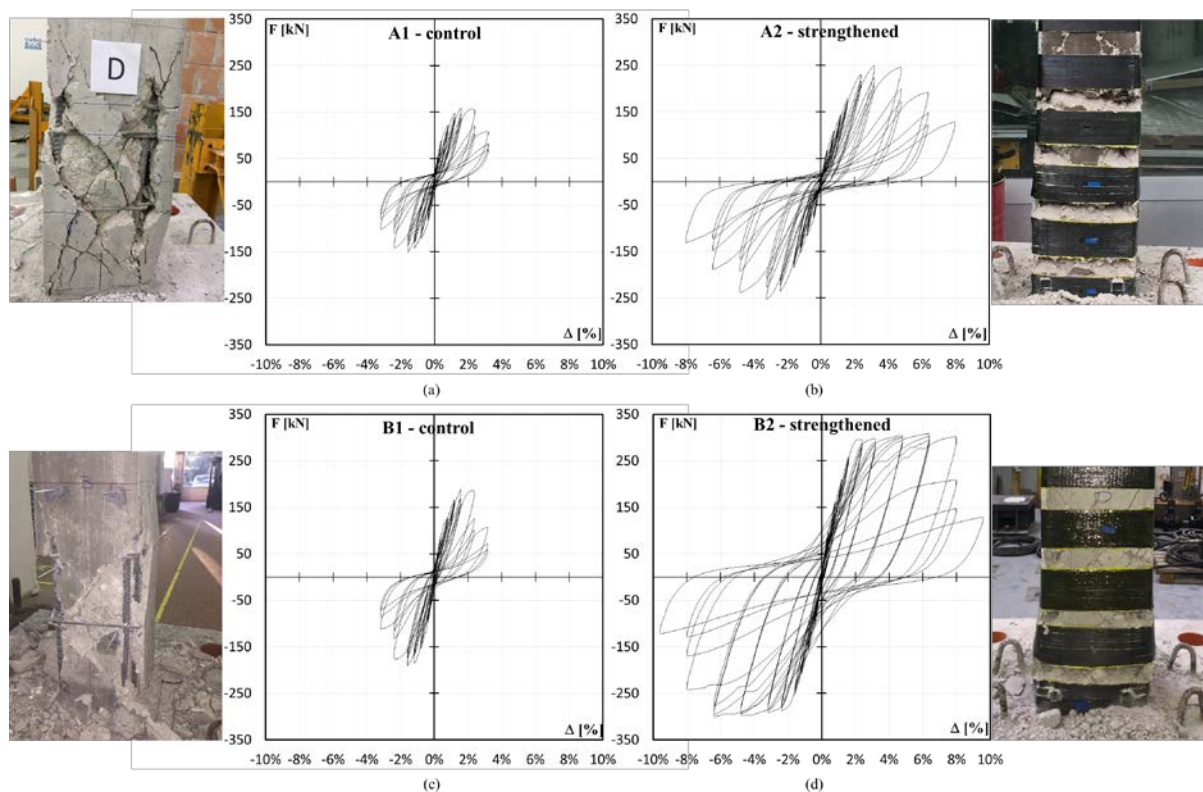 F [kN]
A1 - control
350
250
150
50
-50
-150
-250
-350
Δ [%]
-10% -8% -6% -4% -2% 0% 2% 4% 6% 8% 10%
(a)
F [kN]
A2 - strengthened
350
250
150
50
-50
-150
-250
-350
Δ [%]
-10% -8% -6% -4% -2% 0% 2% 4% 6% 8% 10%
(b)
D
F [kN]
B1 - control
350
250
150
50
-50
-150
-250
-350
Δ [%]
-10% -8% -6% -4% -2% 0% 2% 4% 6% 8% 10%
(c)
F [kN]
B2 - strengthened
350
250
150
50
-50
-150
-250
-350
Δ [%]
-10% -8% -6% -4% -2% 0% 2% 4% 6% 8% 10%
(d)